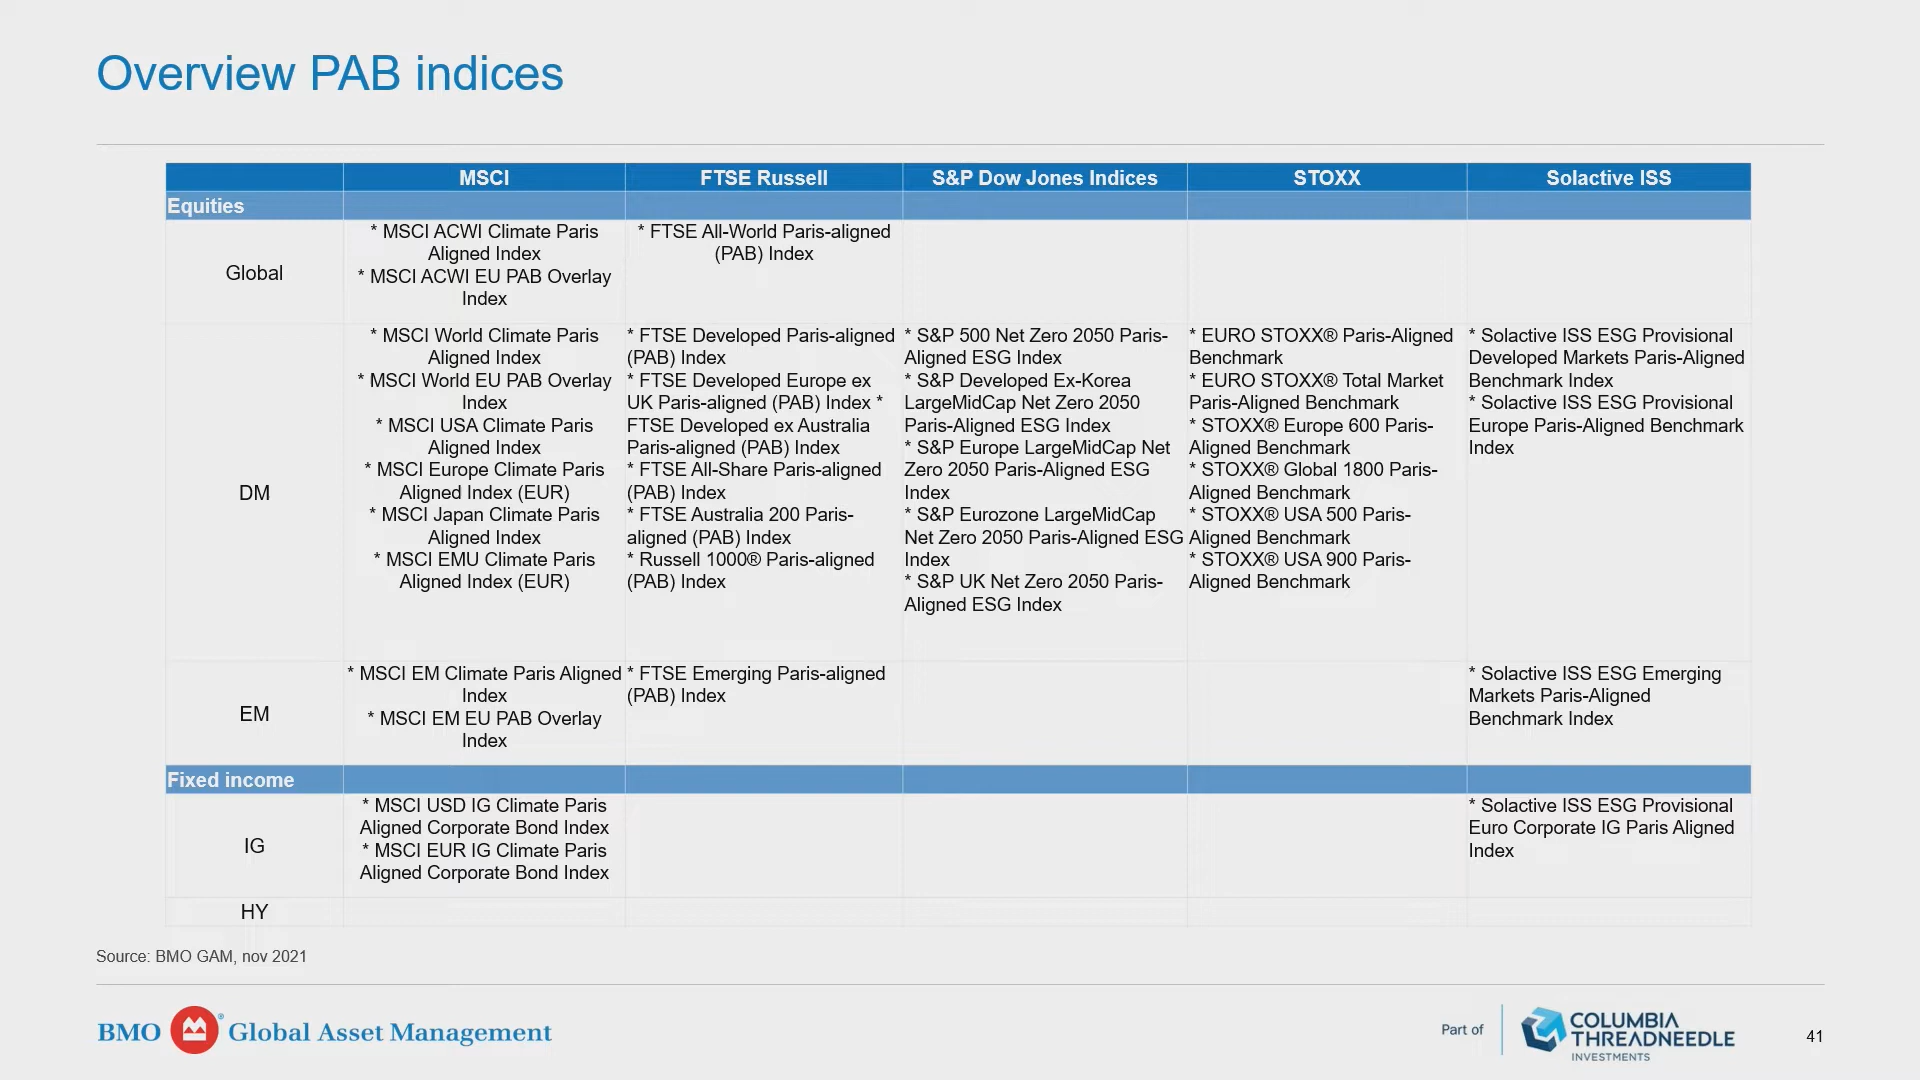 Overview PAB indices
MSCI
FTSE Russell
S&P Dow Jones Indices
STOXX
Solactive ISS
Equities
Global
* MSCI ACWI Climate Paris
Aligned Index
* MSCI ACWI EU PAB Overlay
Index
* FTSE All-World Paris-aligned
(PAB) Index
DM
* MSCI World Climate Paris
Aligned Index
* MSCI World EU PAB Overlay
Index
* MSCI USA Climate Paris
Aligned Index
* MSCI Europe Climate Paris
Aligned Index (EUR)
* MSCI Japan Climate Paris
Aligned Index
* MSCI EMU Climate Paris
Aligned Index (EUR)
* FTSE Developed Paris-aligned
(PAB) Index
* FTSE Developed Europe ex
UK Paris-aligned (PAB) Index *
FTSE Developed ex Australia
Paris-aligned (PAB) Index
* FTSE All-Share Paris-aligned
(PAB) Index
* FTSE Australia 200 Paris-
aligned (PAB) Index
* Russell 1000® Paris-aligned
(PAB) Index
* S&P 500 Net Zero 2050 Paris-
Aligned ESG Index
* S&P Developed Ex-Korea
LargeMidCap Net Zero 2050
Paris-Aligned ESG Index
* S&P Europe LargeMidCap Net
Zero 2050 Paris-Aligned ESG
Index
* S&P Eurozone LargeMidCap
Net Zero 2050 Paris-Aligned ESG
Index
* S&P UK Net Zero 2050 Paris-
Aligned ESG Index
* EURO STOXX® Paris-Aligned
Benchmark
* EURO STOXX® Total Market
Paris-Aligned Benchmark
* STOXX® Europe 600 Paris-
Aligned Benchmark
* STOXX® Global 1800 Paris-
Aligned Benchmark
* STOXX® USA 500 Paris-
Aligned Benchmark
* STOXX® USA 900 Paris-
Aligned Benchmark
* Solactive ISS ESG Provisional
Developed Markets Paris-Aligned
Benchmark Index
* Solactive ISS ESG Provisional
Europe Paris-Aligned Benchmark
Index
EM
* MSCI EM Climate Paris Aligned
Index
* MSCI EM EU PAB Overlay
Index
* FTSE Emerging Paris-aligned
(PAB) Index
* Solactive ISS ESG Emerging
Markets Paris-Aligned
Benchmark Index
Fixed income
IG
* MSCI USD IG Climate Paris
Aligned Corporate Bond Index
* MSCI EUR IG Climate Paris
Aligned Corporate Bond Index
* Solactive ISS ESG Provisional
Euro Corporate IG Paris Aligned
Index
HY
Source: BMO GAM, nov 2021
BMO ® Global Asset Management
Part of
COLUMBIA
THREADNEEDLE
INVESTMENTS
41